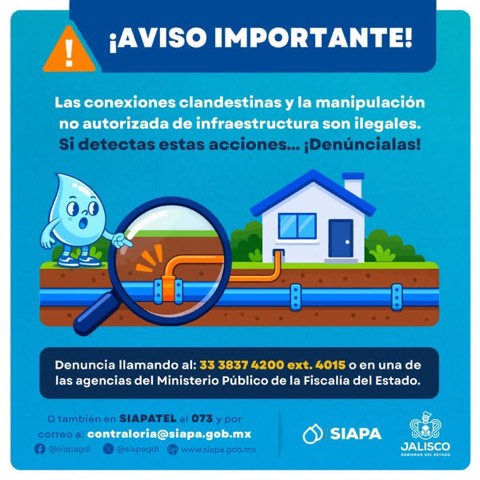 ¡AVISO IMPORTANTE!
Las conexiones clandestinas y la manipulación
no autorizada de infraestructura son ilegales.
Si detectas estas acciones... ¡Denúncialas!
Denuncia llamando al: 33 3837 4200 ext. 4015 o en una
de las agencias del Ministerio Público de la Fiscalía del Estado.
O también en SIAPATEL al 073 y por
correo a: contraloria@siapa.gob.mx
@siapagdl @siapagdl www.siapa.gob.mx
SIAPA
JALISCO
GOBIERNO DEL ESTADO